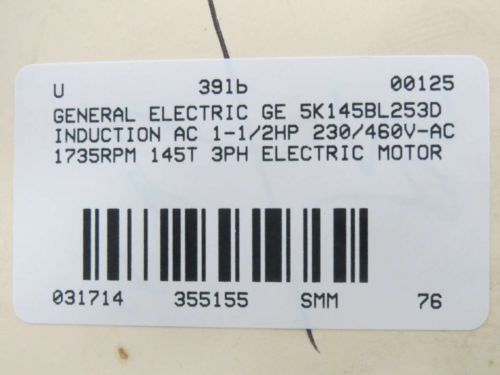 U 39lb 00125
GENERAL ELECTRIC GE 5K145BL253D
INDUCTION AC 1-1/2HP 230/460V-AC
1735RPM 145T 3PH ELECTRIC MOTOR
031714 355155 SMM 76